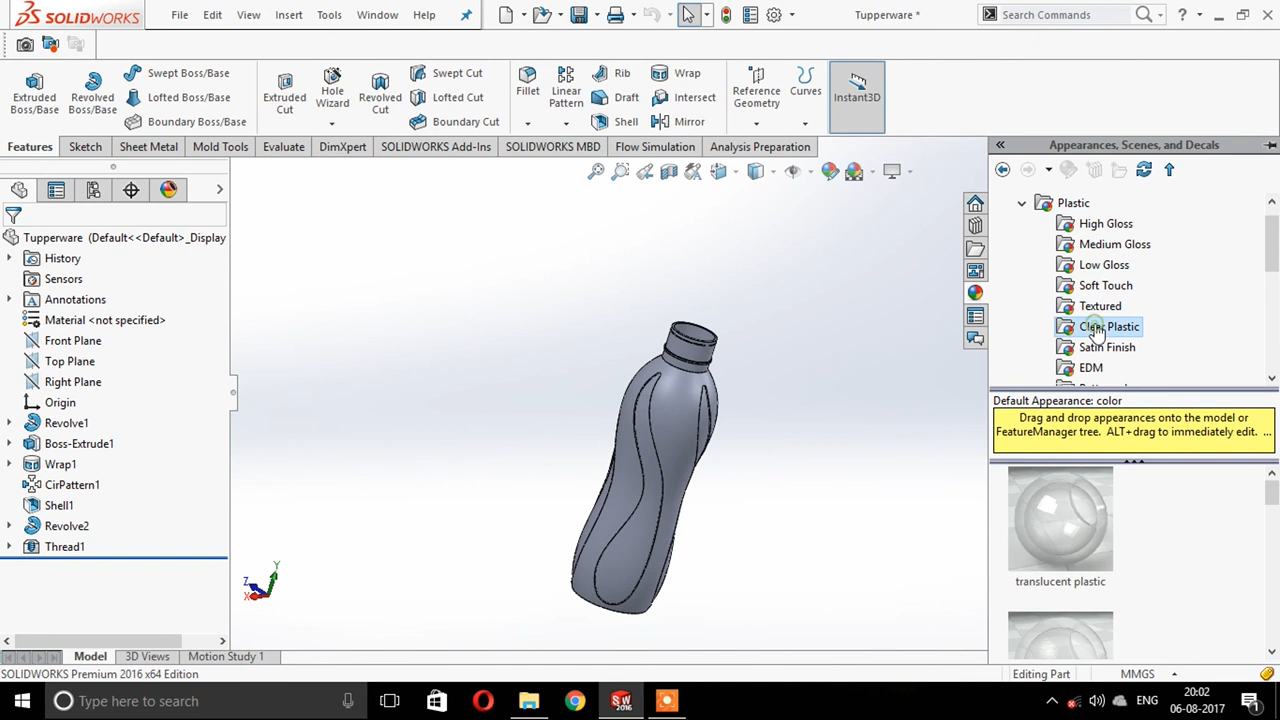 SOLIDWORKS
File
Edit
View
Insert
Tools
Window
Help
Tupperware *
Search Commands
?
Extruded Boss/Base
Revolved Boss/Base
Swept Boss/Base
Lofted Boss/Base
Boundary Boss/Base
Extruded Cut
Hole Wizard
Revolved Cut
Swept Cut
Lofted Cut
Boundary Cut
Fillet
Linear Pattern
Rib
Draft
Shell
Wrap
Intersect
Mirror
Reference Geometry
Curves
Instant3D
Features
Sketch
Sheet Metal
Mold Tools
Evaluate
DimXpert
SOLIDWORKS Add-Ins
SOLIDWORKS MBD
Flow Simulation
Analysis Preparation
Tupperware (Default<<Default>_Display
History
Sensors
Annotations
Material <not specified>
Front Plane
Top Plane
Right Plane
Origin
Revolve1
Boss-Extrude1
Wrap1
CirPattern1
Shell1
Revolve2
Thread1
Y
Z
X
Appearances, Scenes, and Decals
Plastic
High Gloss
Medium Gloss
Low Gloss
Soft Touch
Textured
Clear Plastic
Satin Finish
EDM
Default Appearance: color
Drag and drop appearances onto the model or
FeatureManager tree. ALT+drag to immediately edit. ...
translucent plastic
Model
3D Views
Motion Study 1
SOLIDWORKS Premium 2016 x64 Edition
Editing Part
MMGS
Type here to search
SW
2016
ENG
20:02
06-08-2017
1